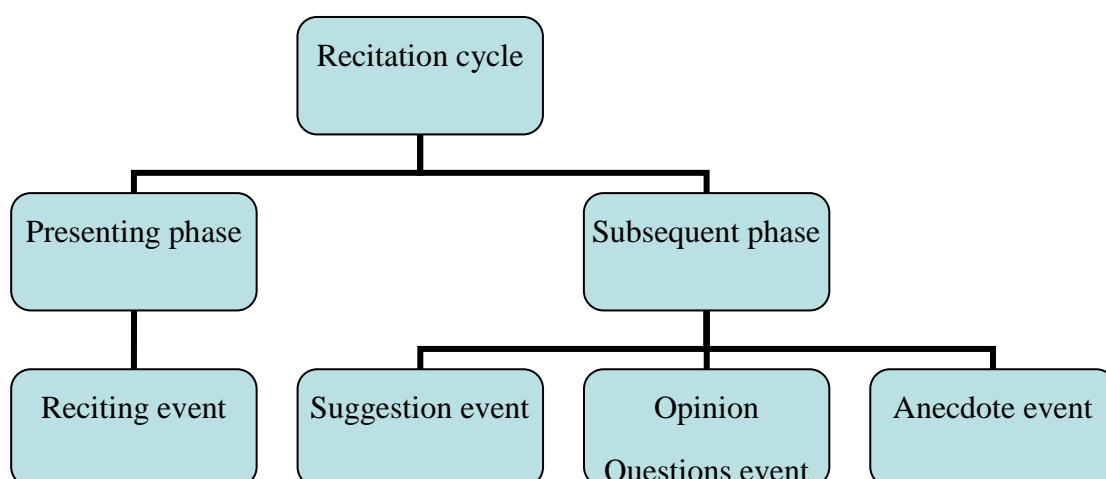 Recitation cycle
Presenting phase
Subsequent phase
Reciting event
Suggestion event
Opinion
Questions event
Anecdote event